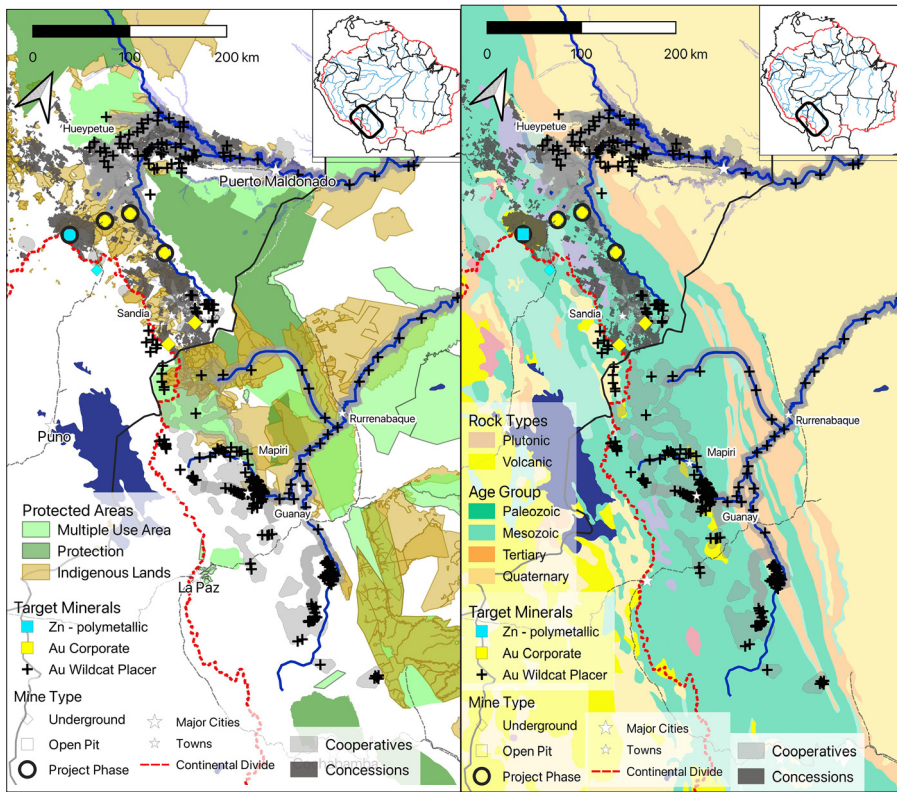 0 100 200 km
Hueypetue
Puerto Maldonado
Sandia
Puno
Rurrenabaque
Mapiri
Guanay
La Paz
Protected Areas
Multiple Use Area
Protection
Indigenous Lands
Target Minerals
Zn - polymetallic
Au Corporate
Au Wildcat Placer
Mine Type
Underground
Open Pit
Project Phase
Major Cities
Towns
Continental Divide
Cooperatives
Concessions
0 100 200 km
Hueypetue
Sandia
Rurrenabaque
Mapiri
Guanay
Rock Types
Plutonic
Volcanic
Age Group
Paleozoic
Mesozoic
Tertiary
Quaternary
Target Minerals
Zn - polymetallic
Au Corporate
Au Wildcat Placer
Mine Type
Underground
Open Pit
Project Phase
Major Cities
Towns
Continental Divide
Cooperatives
Concessions